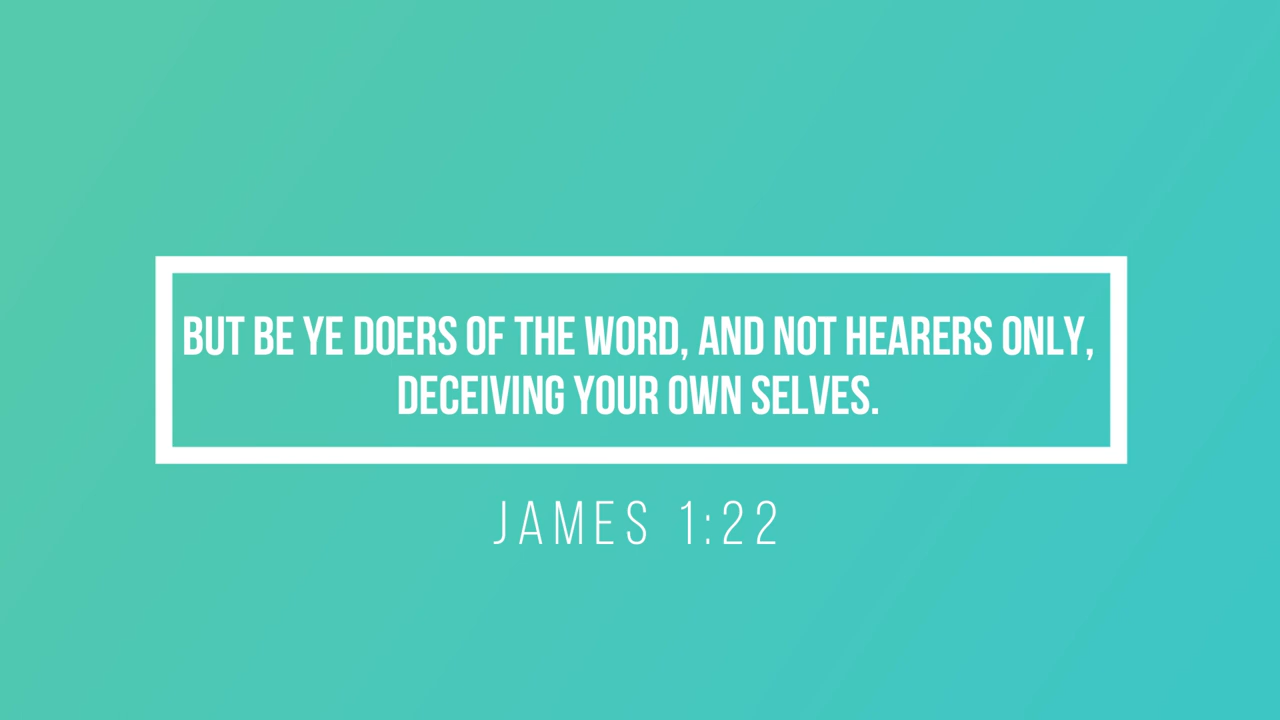 BUT BE YE DOERS OF THE WORD, AND NOT HEARERS ONLY,
DECEIVING YOUR OWN SELVES.
JAMES 1:22